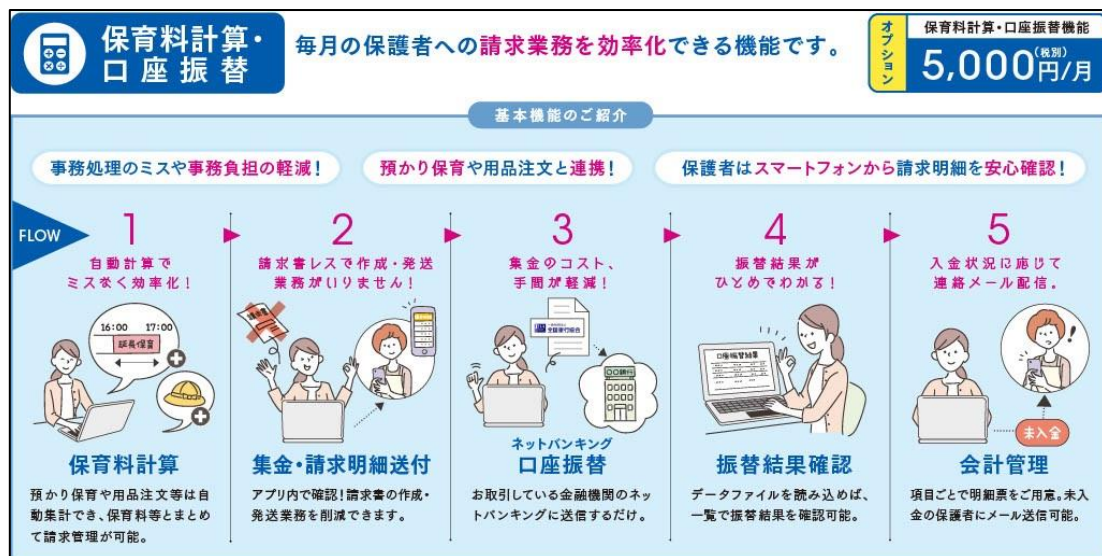 保育料計算・
口座振替
毎月の保護者への請求業務を効率化できる機能です。
オプション
保育料計算・口座振替機能
5,000円/月(税別)
基本機能のご紹介
事務処理のミスや事務負担の軽減!
預かり保育や用品注文と連携!
保護者はスマートフォンから請求明細を安心確認!
FLOW
1
自動計算で
ミスなく効率化!
16:00 17:00
延長保育
保育料計算
預かり保育や用品注文等は自
動集計でき、保育料等とまとめ
て請求管理が可能。
2
請求書レスで作成・発送
業務がいりません!
請求書
集金・請求明細送付
アプリ内で確認!請求書の作成・
発送業務を削減できます。
3
集金のコスト、
手間が軽減!
全国銀行協会
〇〇銀行
ネットバンキング
口座振替
お取引している金融機関のネッ
トバンキングに送信するだけ。
4
振替結果が
ひとめでわかる!
口座振替結果
振替結果確認
データファイルを読み込めば、
一覧で振替結果を確認可能。
5
入金状況に応じて
連絡メール配信。
!
未入金
会計管理
項目ごとで明細票をご用意。未入
金の保護者にメール送信可能。